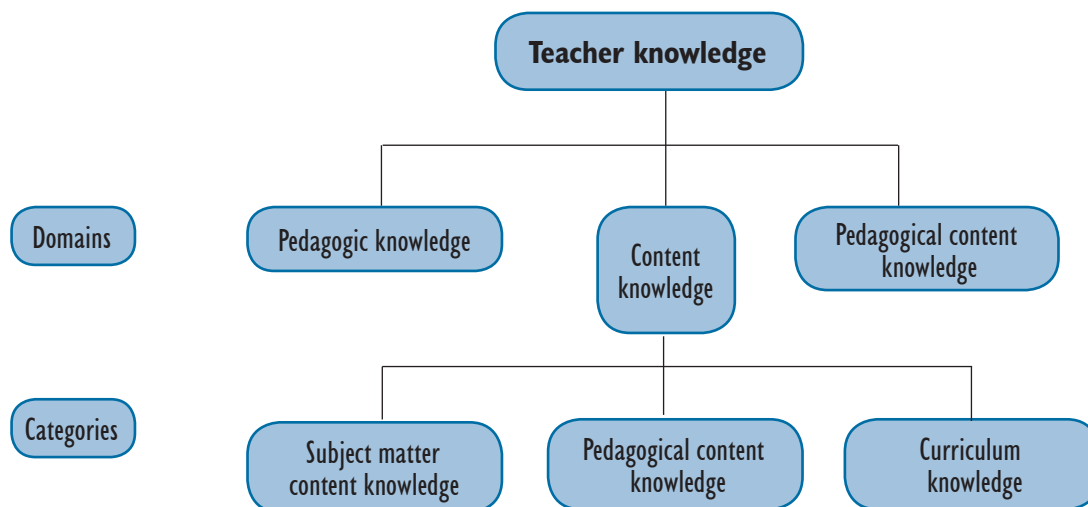 Teacher knowledge
Domains
Pedagogic knowledge
Content
knowledge
Pedagogical content
knowledge
Categories
Subject matter
content knowledge
Pedagogical content
knowledge
Curriculum
knowledge